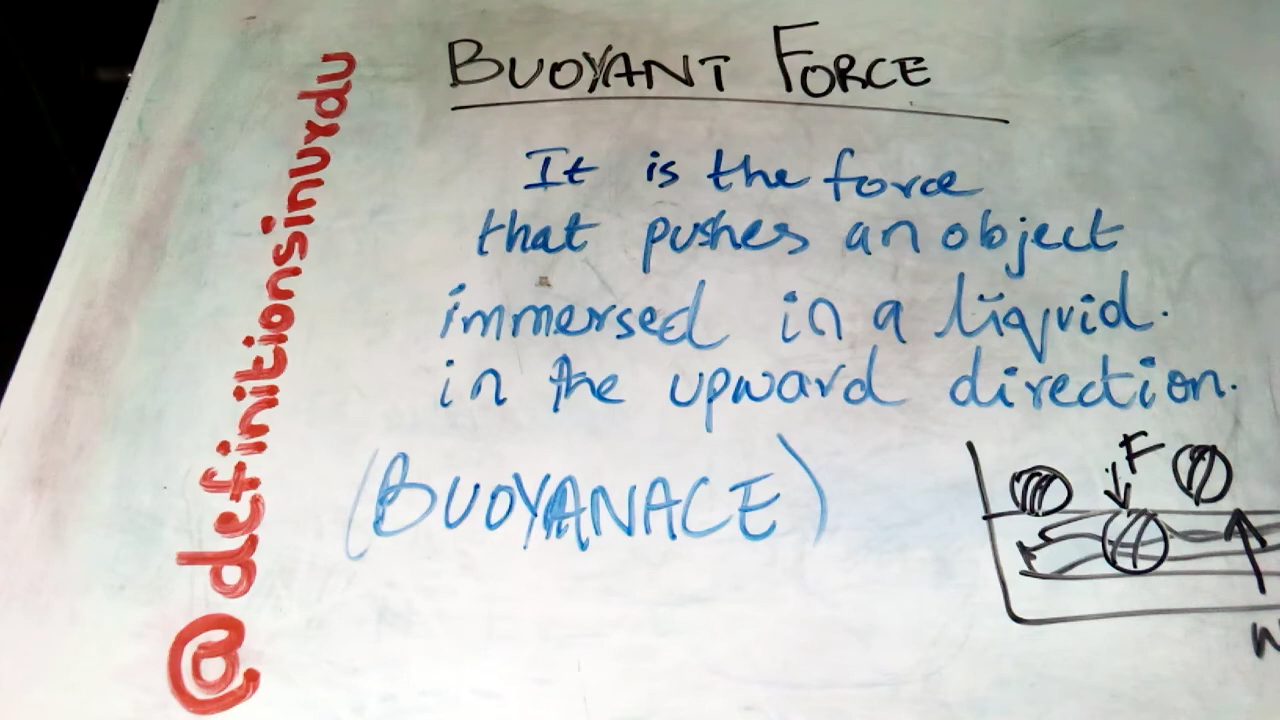 @definitionsinurdu
BUOYANT FORCE
It is the force
that pushes an object
immersed in a liquid.
in the upward direction.
(BUOYANACE)
F